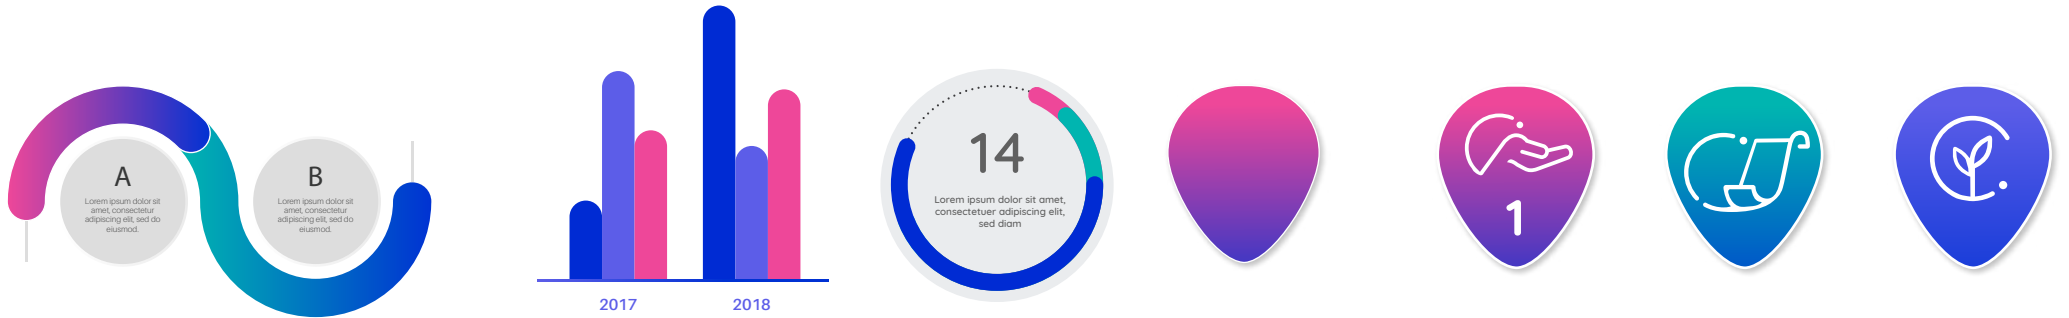 A
Lorem ipsum dolor sit
amet, consectetur
adipiscing elit, sed do
eiusmod.
B
Lorem ipsum dolor sit
amet, consectetur
adipiscing elit, sed do
eiusmod.
2017
2018
14
Lorem ipsum dolor sit amet,
consectetuer adipiscing elit,
sed diam
1